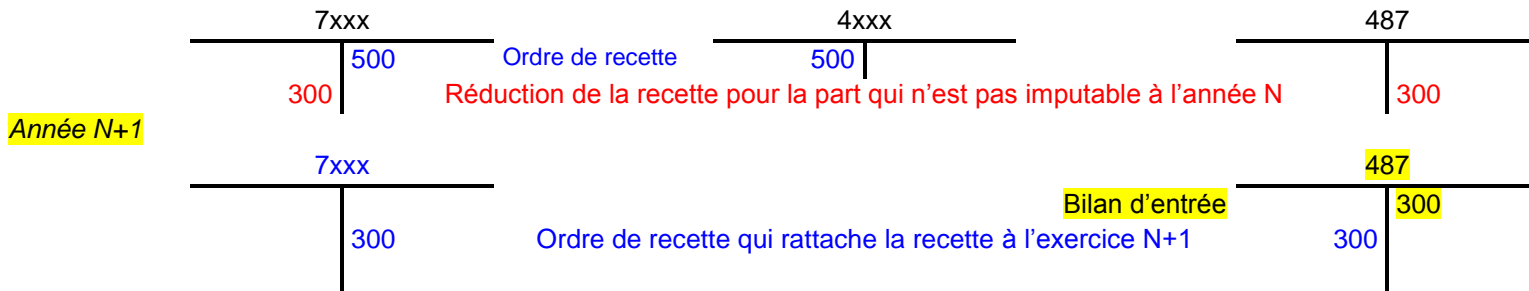 7xxx 4xxx 487
500 Ordre de recette 500
300 Réduction de la recette pour la part qui n’est pas imputable à l’année N 300
Année N+1
7xxx 487
Bilan d’entrée 300
300 Ordre de recette qui rattache la recette à l’exercice N+1 300